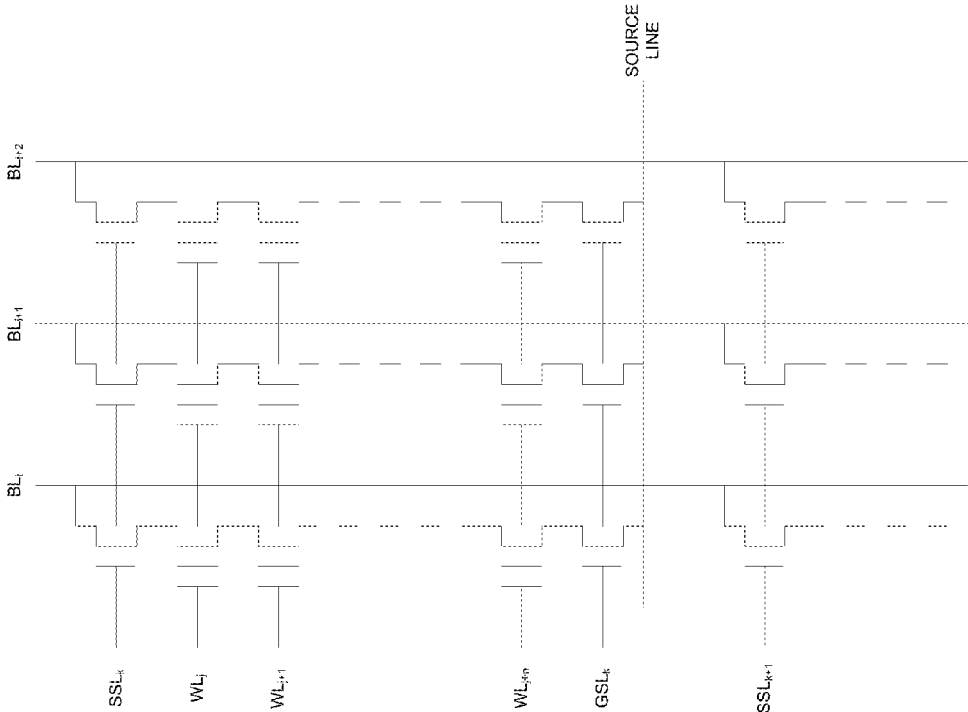 SOURCE
LINE
BLi+2
BLi+1
BLi
SSLk
WLj
WLj+1
WLj+n
GSLk
SSLk+1